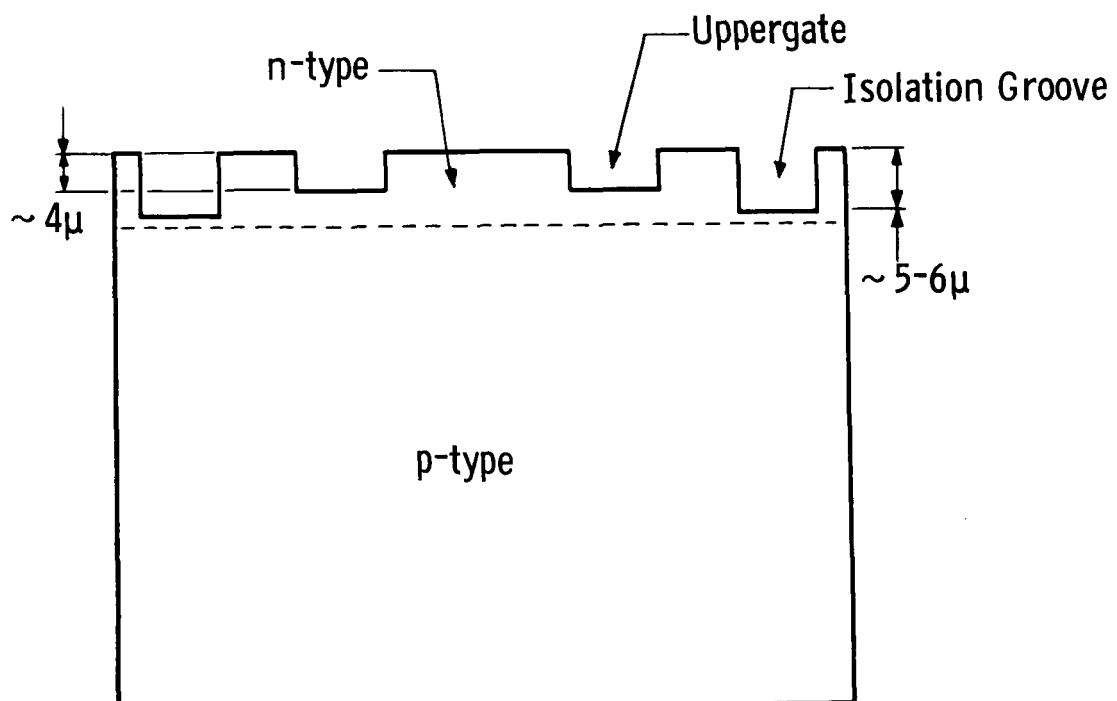 Uppergate
n-type
Isolation Groove
~ 4μ
~ 5-6μ
p-type